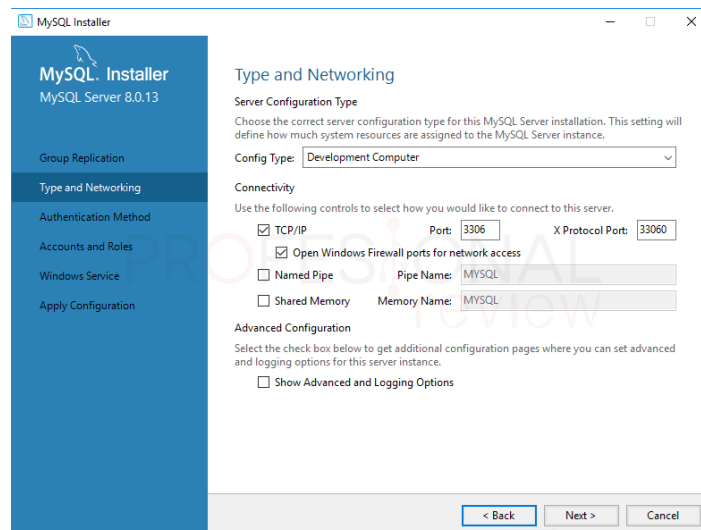 MySQL Installer
MySQL. Installer
MySQL Server 8.0.13
Group Replication
Type and Networking
Authentication Method
Accounts and Roles
Windows Service
Apply Configuration
Type and Networking
Server Configuration Type
Choose the correct server configuration type for this MySQL Server installation. This setting will
define how much system resources are assigned to the MySQL Server instance.
Config Type: Development Computer
Connectivity
Use the following controls to select how you would like to connect to this server.
TCP/IP Port: 3306 X Protocol Port: 33060
Open Windows Firewall ports for network access
Named Pipe Pipe Name: MYSQL
Shared Memory Memory Name: MYSQL
Advanced Configuration
Select the check box below to get additional configuration pages where you can set advanced
and logging options for this server instance.
Show Advanced and Logging Options
< Back Next > Cancel
PROFESIONAL
review